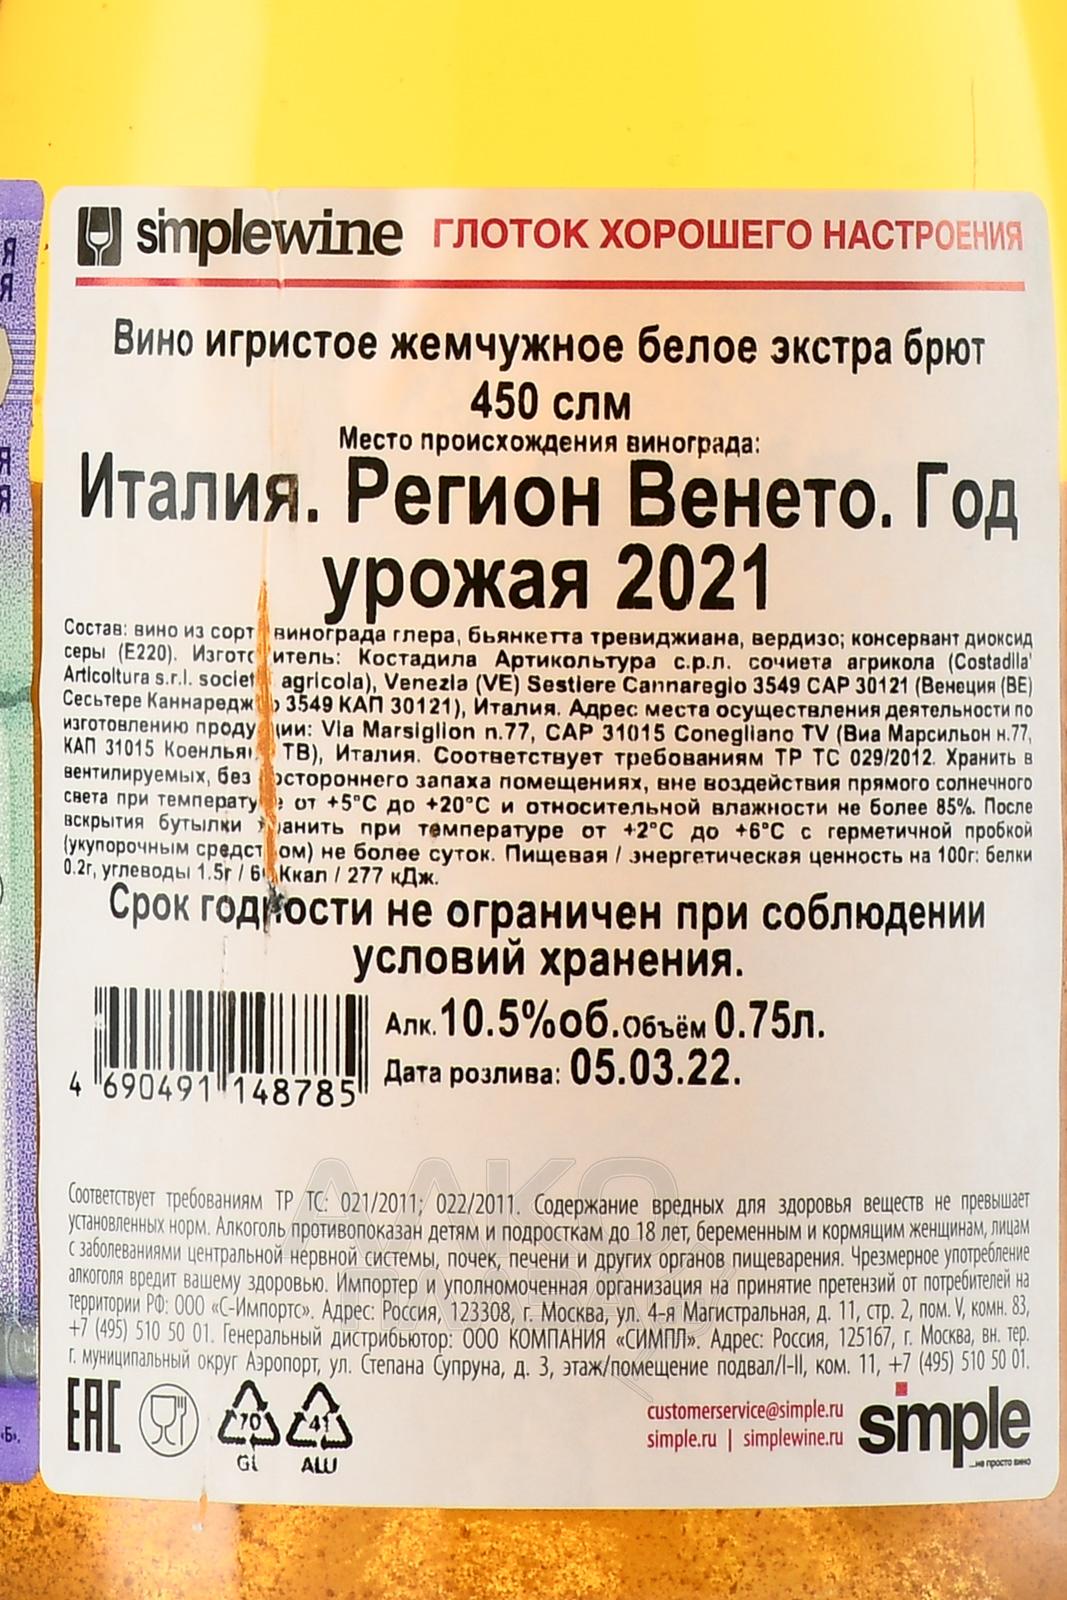 simplewine ГЛОТОК ХОРОШЕГО НАСТРОЕНИЯ
Вино игристое жемчужное белое экстра брют
450 слм
Место происхождения винограда:
Италия. Регион Венето. Год
урожая 2021
Состав: вино из сорт винограда глера, бьянкетта тревиджиана, вердизо; консервант диоксид
серы (E220). Изготовитель: Костадила Артикольтура с.р.л. сочиета агрикола (Costadila'
Articoltura s.r.l. societ agricola), Venezia (VE) Sestiere Cannaregio 3549 CAP 30121 (Венеция (ВЕ)
Сесьтере Каннаредж 3549 КАП 30121), Италия. Адрес места осуществления деятельности по
изготовлению продукции: Via Marsiglion n.77, CAP 31015 Conegliano TV (Виа Марсильон н.77,
КАП 31015 Коенльян ТВ), Италия. Соответствует требованиям ТР ТС 029/2012. Хранить в
вентилируемых, без постороннего запаха помещениях, вне воздействия прямого солнечного
света при температуре от +5°C до +20°C и относительной влажности не более 85%. После
вскрытия бутылки хранить при температуре от +2°C до +6°C с герметичной пробкой
(укупорочным средством) не более суток. Пищевая / энергетическая ценность на 100г: белки
0.2г, углеводы 1.5г / 6 Ккал / 277 кДж.
Срок годности не ограничен при соблюдении
условий хранения.
Алк. 10.5%об. Объём 0.75л.
Дата розлива: 05.03.22.
4 690491 148785
Соответствует требованиям ТР ТС: 021/2011; 022/2011. Содержание вредных для здоровья веществ не превышает
установленных норм. Алкоголь противопоказан детям и подросткам до 18 лет, беременным и кормящим женщинам, лицам
с заболеваниями центральной нервной системы, почек, печени и других органов пищеварения. Чрезмерное употребление
алкоголя вредит вашему здоровью. Импортер и уполномоченная организация на принятие претензий от потребителей на
территории РФ: ООО «С-Импортс». Адрес: Россия, 123308, г. Москва, ул. 4-я Магистральная, д. 11, стр. 2, пом. V, комн. 83,
+7 (495) 510 50 01. Генеральный дистрибьютор: ООО КОМПАНИЯ «СИМПЛ». Адрес: Россия, 125167, г. Москва, вн. тер.
г. муниципальный округ Аэропорт, ул. Степана Супруна, д. 3, этаж/помещение подвал/I-II, ком. 11, +7 (495) 510 50 01.
EAC
70
GL
41
ALU
customerservice@simple.ru
simple.ru | simplewine.ru
simple
...не просто вино
«Б».